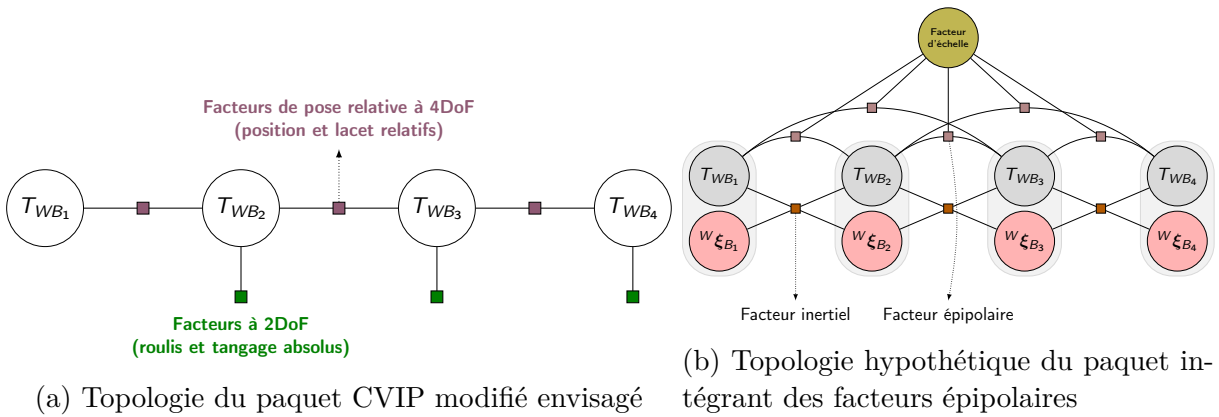 Facteurs de pose relative à 4DoF
(position et lacet relatifs)
T_{WB_1}
T_{WB_2}
T_{WB_3}
T_{WB_4}
Facteurs à 2DoF
(roulis et tangage absolus)
(a) Topologie du paquet CVIP modifié envisagé
Facteur
d'échelle
T_{WB_1}
T_{WB_2}
T_{WB_3}
T_{WB_4}
^Wξ_{B_1}
^Wξ_{B_2}
^Wξ_{B_3}
^Wξ_{B_4}
Facteur inertiel
Facteur épipolaire
(b) Topologie hypothétique du paquet in-
tégrant des facteurs épipolaires